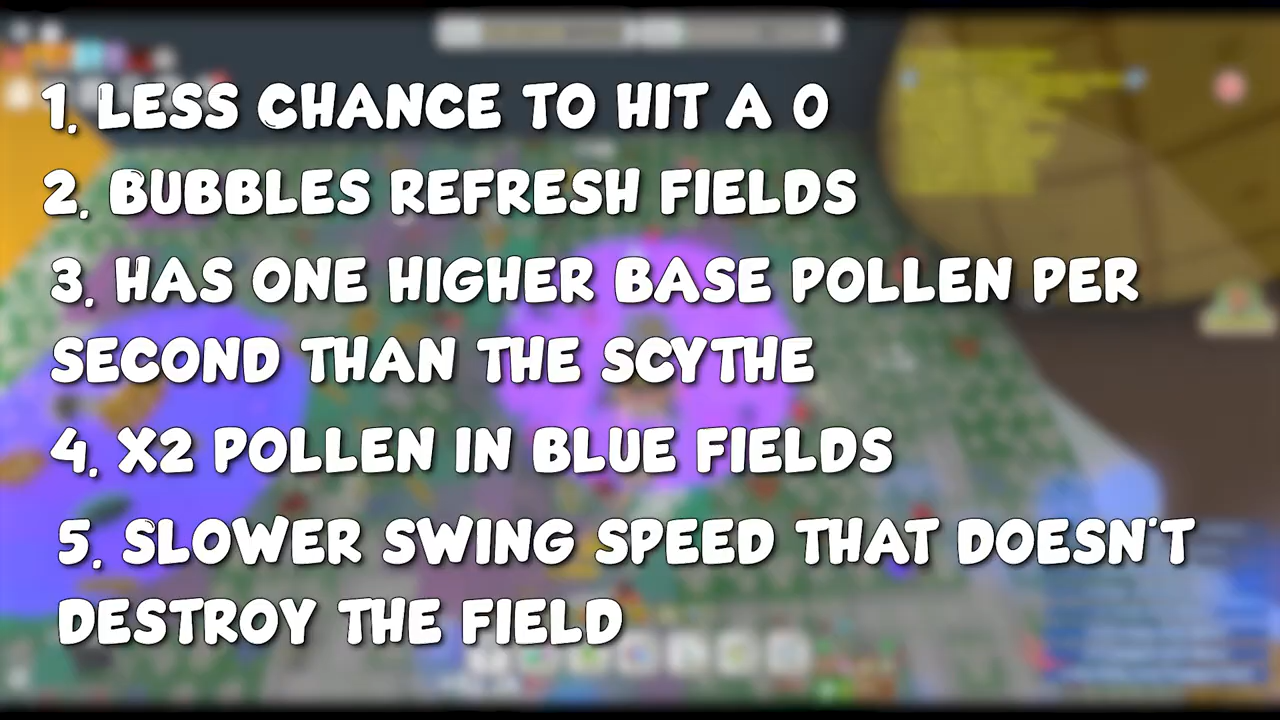 1. LESS CHANCE TO HIT A 0
2. BUBBLES REFRESH FIELDS
3. HAS ONE HIGHER BASE POLLEN PER
SECOND THAN THE SCYTHE
4. X2 POLLEN IN BLUE FIELDS
5. SLOWER SWING SPEED THAT DOESN'T
DESTROY THE FIELD